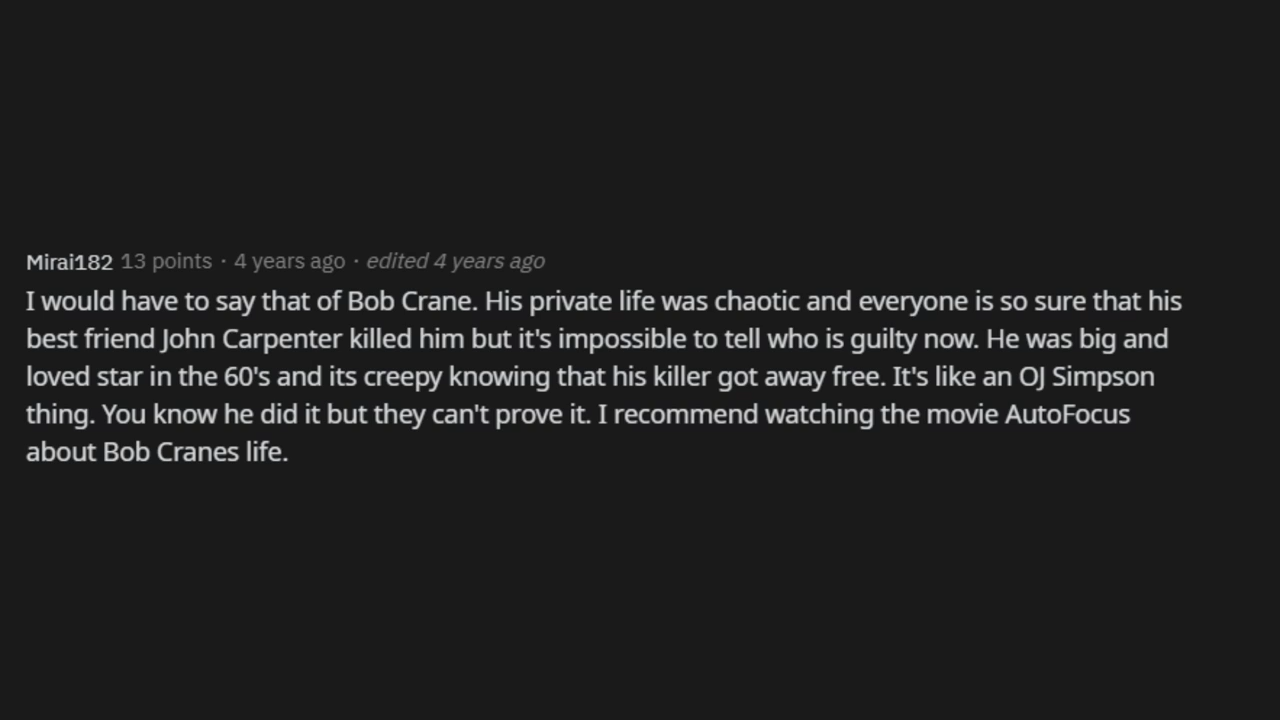 Mirai182 13 points · 4 years ago · edited 4 years ago
I would have to say that of Bob Crane. His private life was chaotic and everyone is so sure that his
best friend John Carpenter killed him but it's impossible to tell who is guilty now. He was big and
loved star in the 60's and its creepy knowing that his killer got away free. It's like an OJ Simpson
thing. You know he did it but they can't prove it. I recommend watching the movie AutoFocus
about Bob Cranes life.